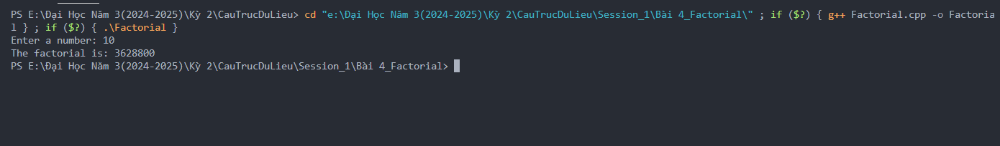 PS E:\Đại Học Năm 3(2024-2025)\Kỳ 2\CauTrucDuLieu> cd "e:\Đại Học Năm 3(2024-2025)\Kỳ 2\CauTrucDuLieu\Session_1\Bài 4_Factorial\" ; if ($?) { g++ Factorial.cpp -o Factoria
l } ; if ($?) { .\Factorial }
Enter a number: 10
The factorial is: 3628800
PS E:\Đại Học Năm 3(2024-2025)\Kỳ 2\CauTrucDuLieu\Session_1\Bài 4_Factorial>